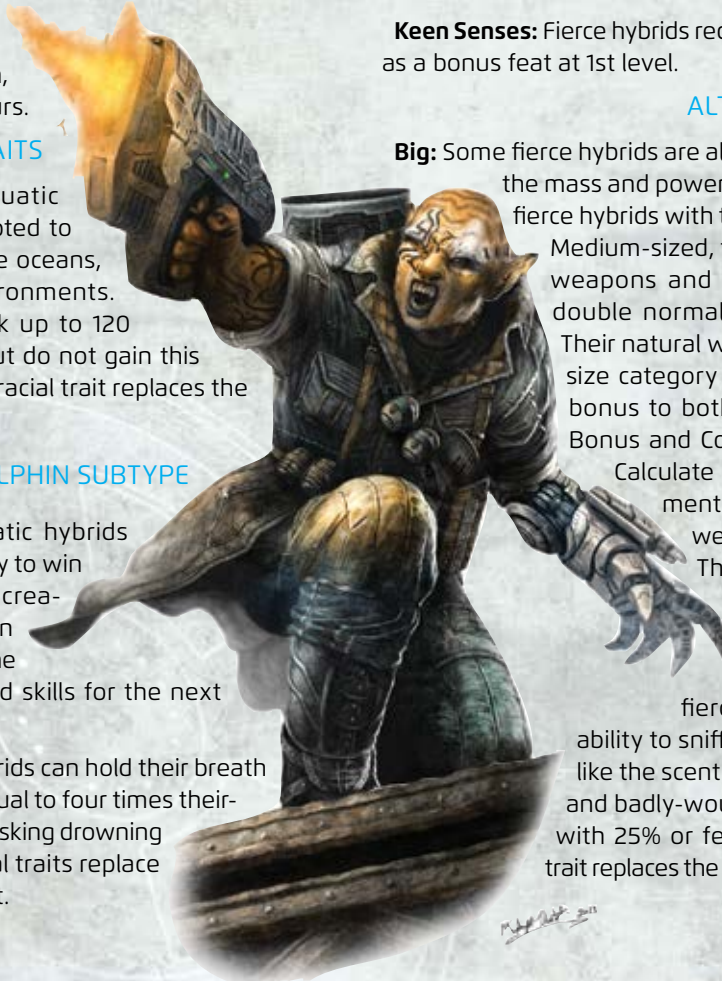 urs.
AITS
uatic
oted to
e oceans,
ronments.
k up to 120
ut do not gain this
racial trait replaces the
LPHIN SUBTYPE
atic hybrids
y to win
crea-
n
ne
d skills for the next
rids can hold their breath
ual to four times their-
sking drowning
al traits replace
t.
Keen Senses: Fierce hybrids rec
as a bonus feat at 1st level.
ALT
Big: Some fierce hybrids are al
the mass and power
fierce hybrids with t
Medium-sized, t
weapons and
double normal
Their natural w
size category
bonus to both
Bonus and Co
Calculate
ment
we
Th
fierc
ability to sniff
like the scent
and badly-wou
with 25% or fe
trait replaces the
2013